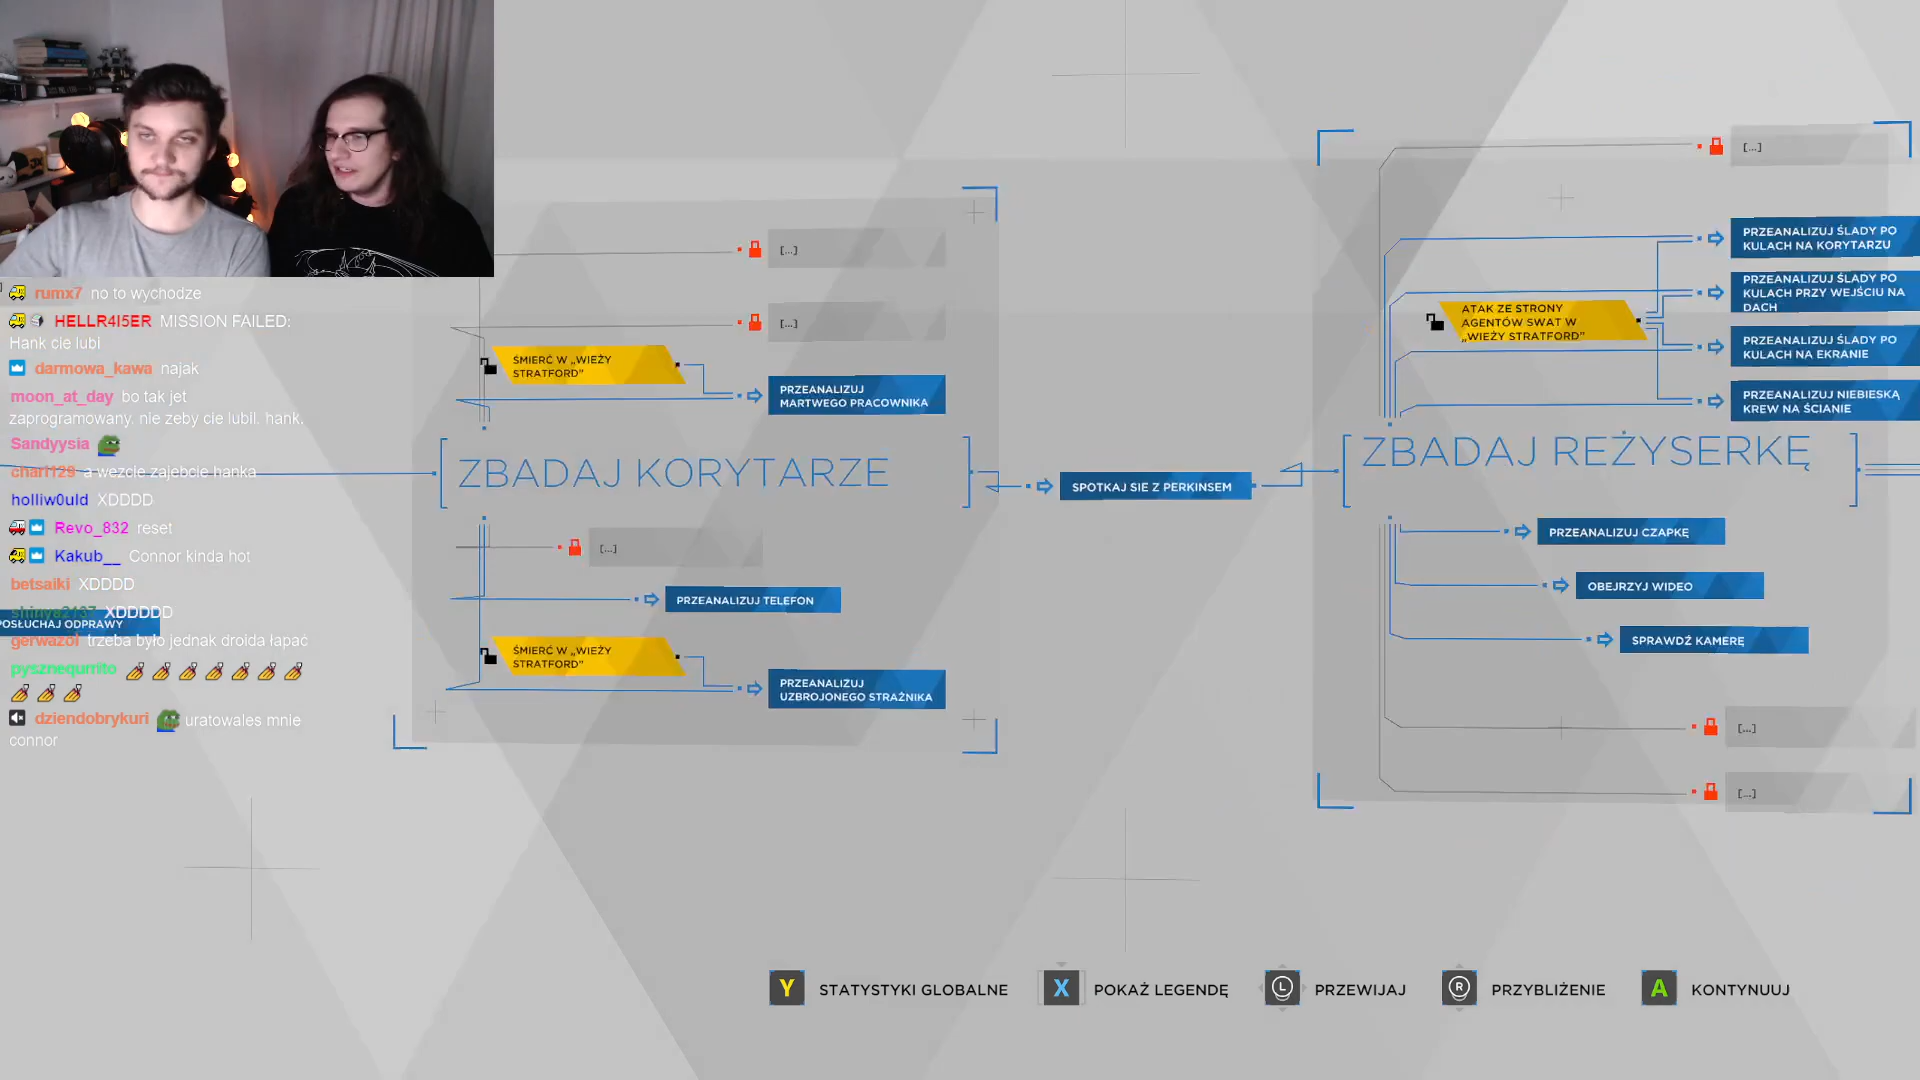 rumx7 no to wychodze
HELLR4I5ER MISSION FAILED:
Hank cie lubi
darmowa_kawa najak
moon_at_day bo tak jet
zaprogramowany. nie zeby cie lubil. hank.
Sandyysia
charl129 a wezcie zajebcie hanka
holliw0uld XDDDD
Revo_832 reset
Kakub__ Connor kinda hot
betsaiki XDDDD
shinya2137 XDDDDD
POSŁUCHAJ ODPRAWY
gerwazol trzeba było jednak droida łapać
pysznequrrito
dziendobrykuri uratowales mnie
connor
[...]
[...]
ŚMIERĆ W „WIEŻY
STRATFORD”
PRZEANALIZUJ
MARTWEGO PRACOWNIKA
ZBADAJ KORYTARZE
[...]
PRZEANALIZUJ TELEFON
ŚMIERĆ W „WIEŻY
STRATFORD”
PRZEANALIZUJ
UZBROJONEGO STRAŻNIKA
SPOTKAJ SIE Z PERKINSEM
[...]
PRZEANALIZUJ ŚLADY PO
KULACH NA KORYTARZU
PRZEANALIZUJ ŚLADY PO
KULACH PRZY WEJŚCIU NA
DACH
ATAK ZE STRONY
AGENTÓW SWAT W
„WIEŻY STRATFORD”
PRZEANALIZUJ ŚLADY PO
KULACH NA EKRANIE
PRZEANALIZUJ NIEBIESKĄ
KREW NA ŚCIANIE
ZBADAJ REŻYSERKĘ
PRZEANALIZUJ CZAPKĘ
OBEJRZYJ WIDEO
SPRAWDŹ KAMERĘ
[...]
[...]
Y STATYSTYKI GLOBALNE
X POKAŻ LEGENDĘ
L PRZEWIJAJ
R PRZYBLIŻENIE
A KONTYNUUJ